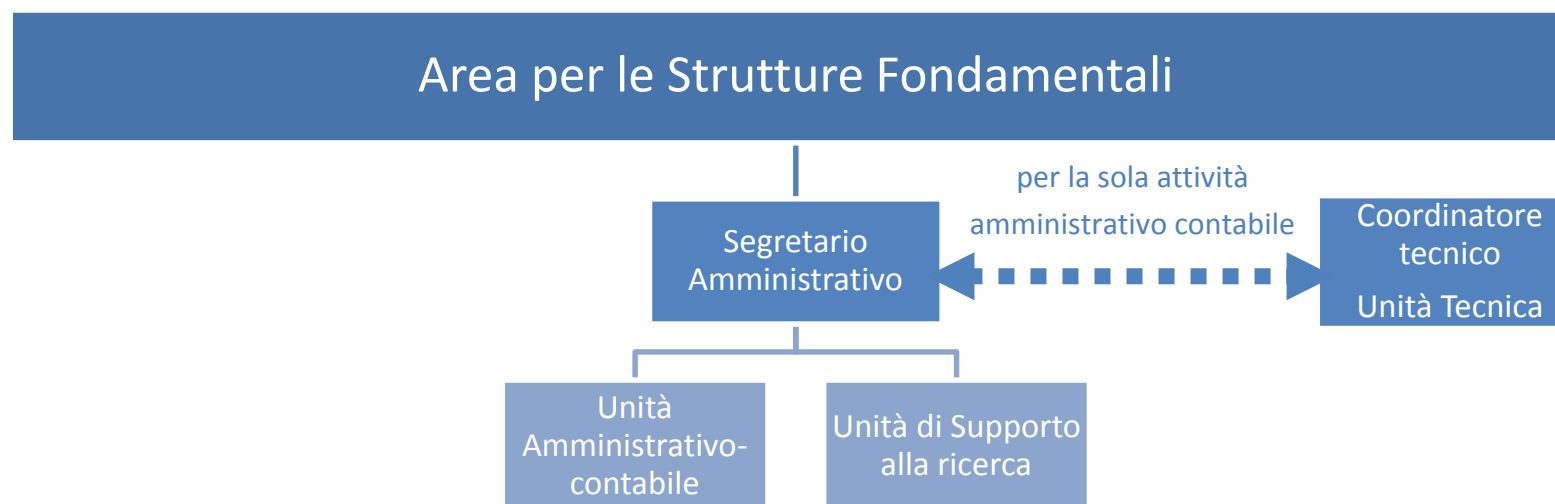 Area per le Strutture Fondamentali
per la sola attività
amministrativo contabile
Segretario
Amministrativo
Coordinatore
tecnico
Unità Tecnica
Unità
Amministrativo-
contabile
Unità di Supporto
alla ricerca